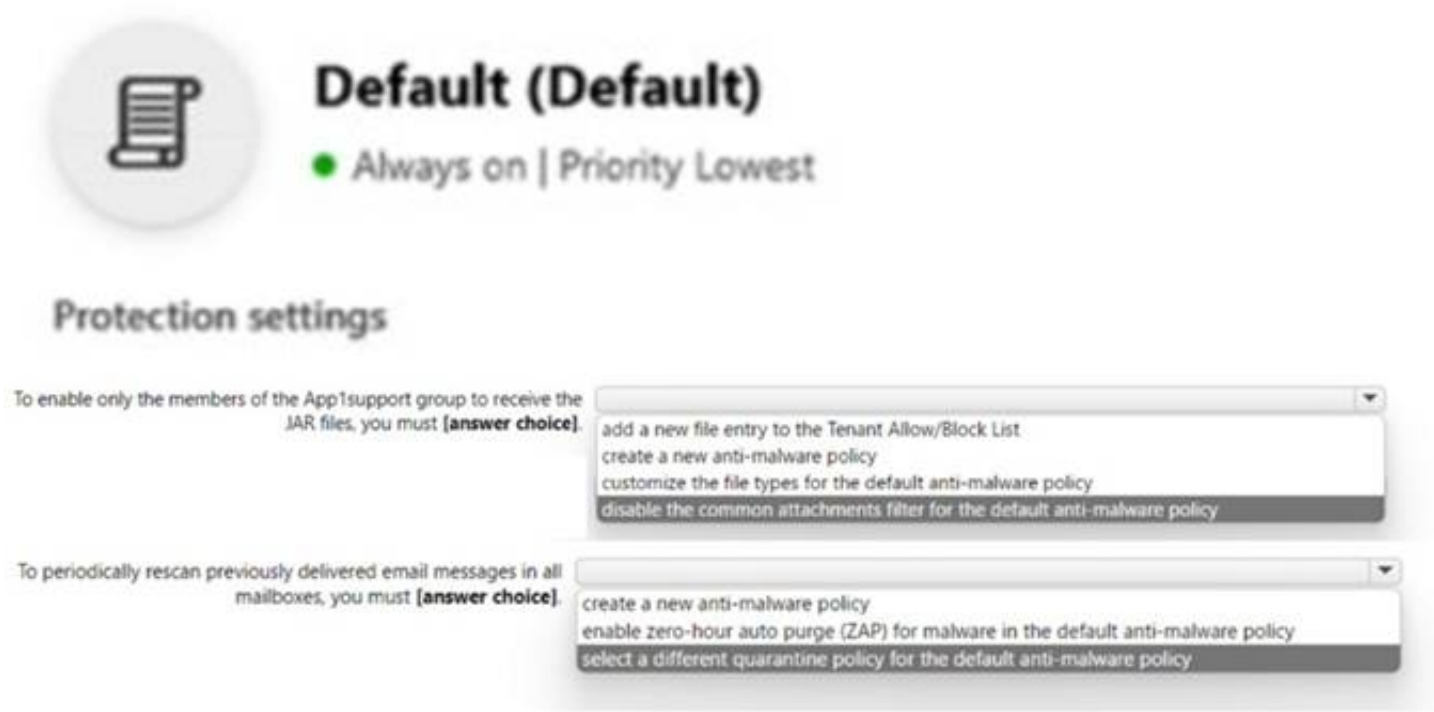 Default (Default)
Always on | Priority Lowest
Protection settings
To enable only the members of the App1support group to receive the
JAR files, you must [answer choice].
add a new file entry to the Tenant Allow/Block List
create a new anti-malware policy
customize the file types for the default anti-malware policy
disable the common attachments filter for the default anti-malware policy
To periodically rescan previously delivered email messages in all
mailboxes, you must [answer choice].
create a new anti-malware policy
enable zero-hour auto purge (ZAP) for malware in the default anti-malware policy
select a different quarantine policy for the default anti-malware policy